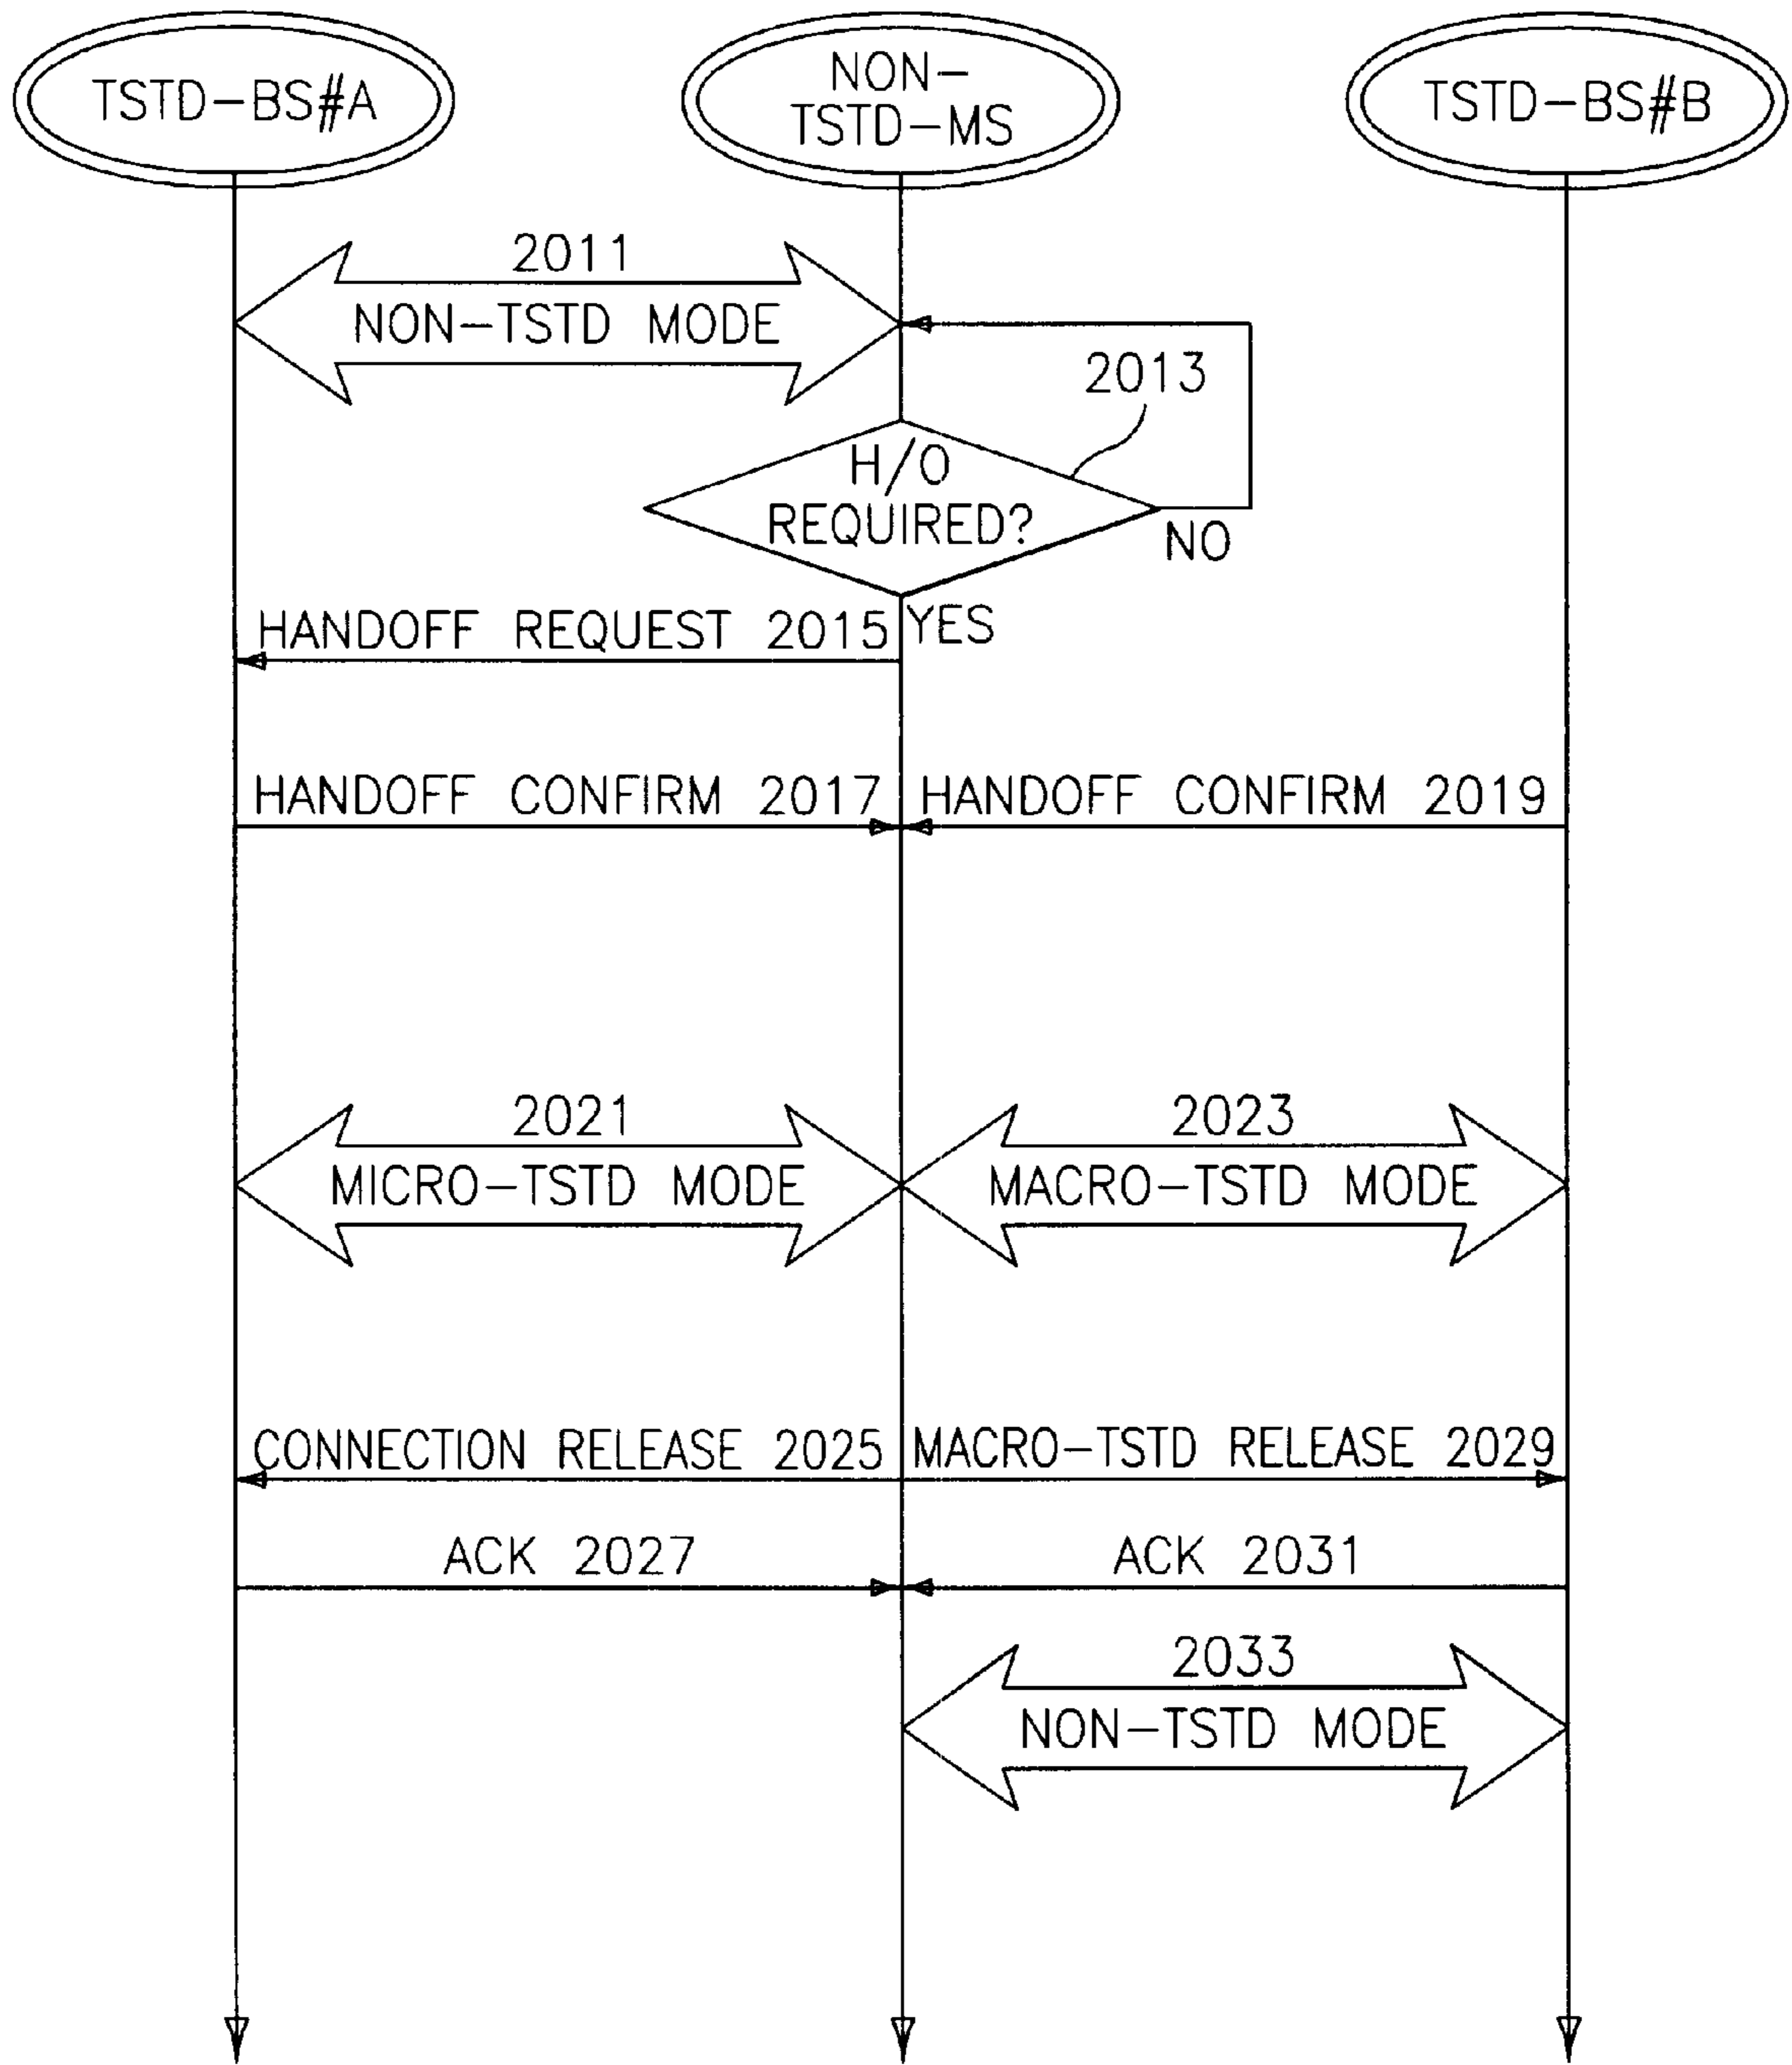 TSTD-BS#A
NON-
TSTD-MS
TSTD-BS#B
2011
NON-TSTD MODE
2013
H/O
REQUIRED?
NO
YES
HANDOFF REQUEST 2015
HANDOFF CONFIRM 2017
HANDOFF CONFIRM 2019
2021
MICRO-TSTD MODE
2023
MACRO-TSTD MODE
CONNECTION RELEASE 2025
MACRO-TSTD RELEASE 2029
ACK 2027
ACK 2031
2033
NON-TSTD MODE